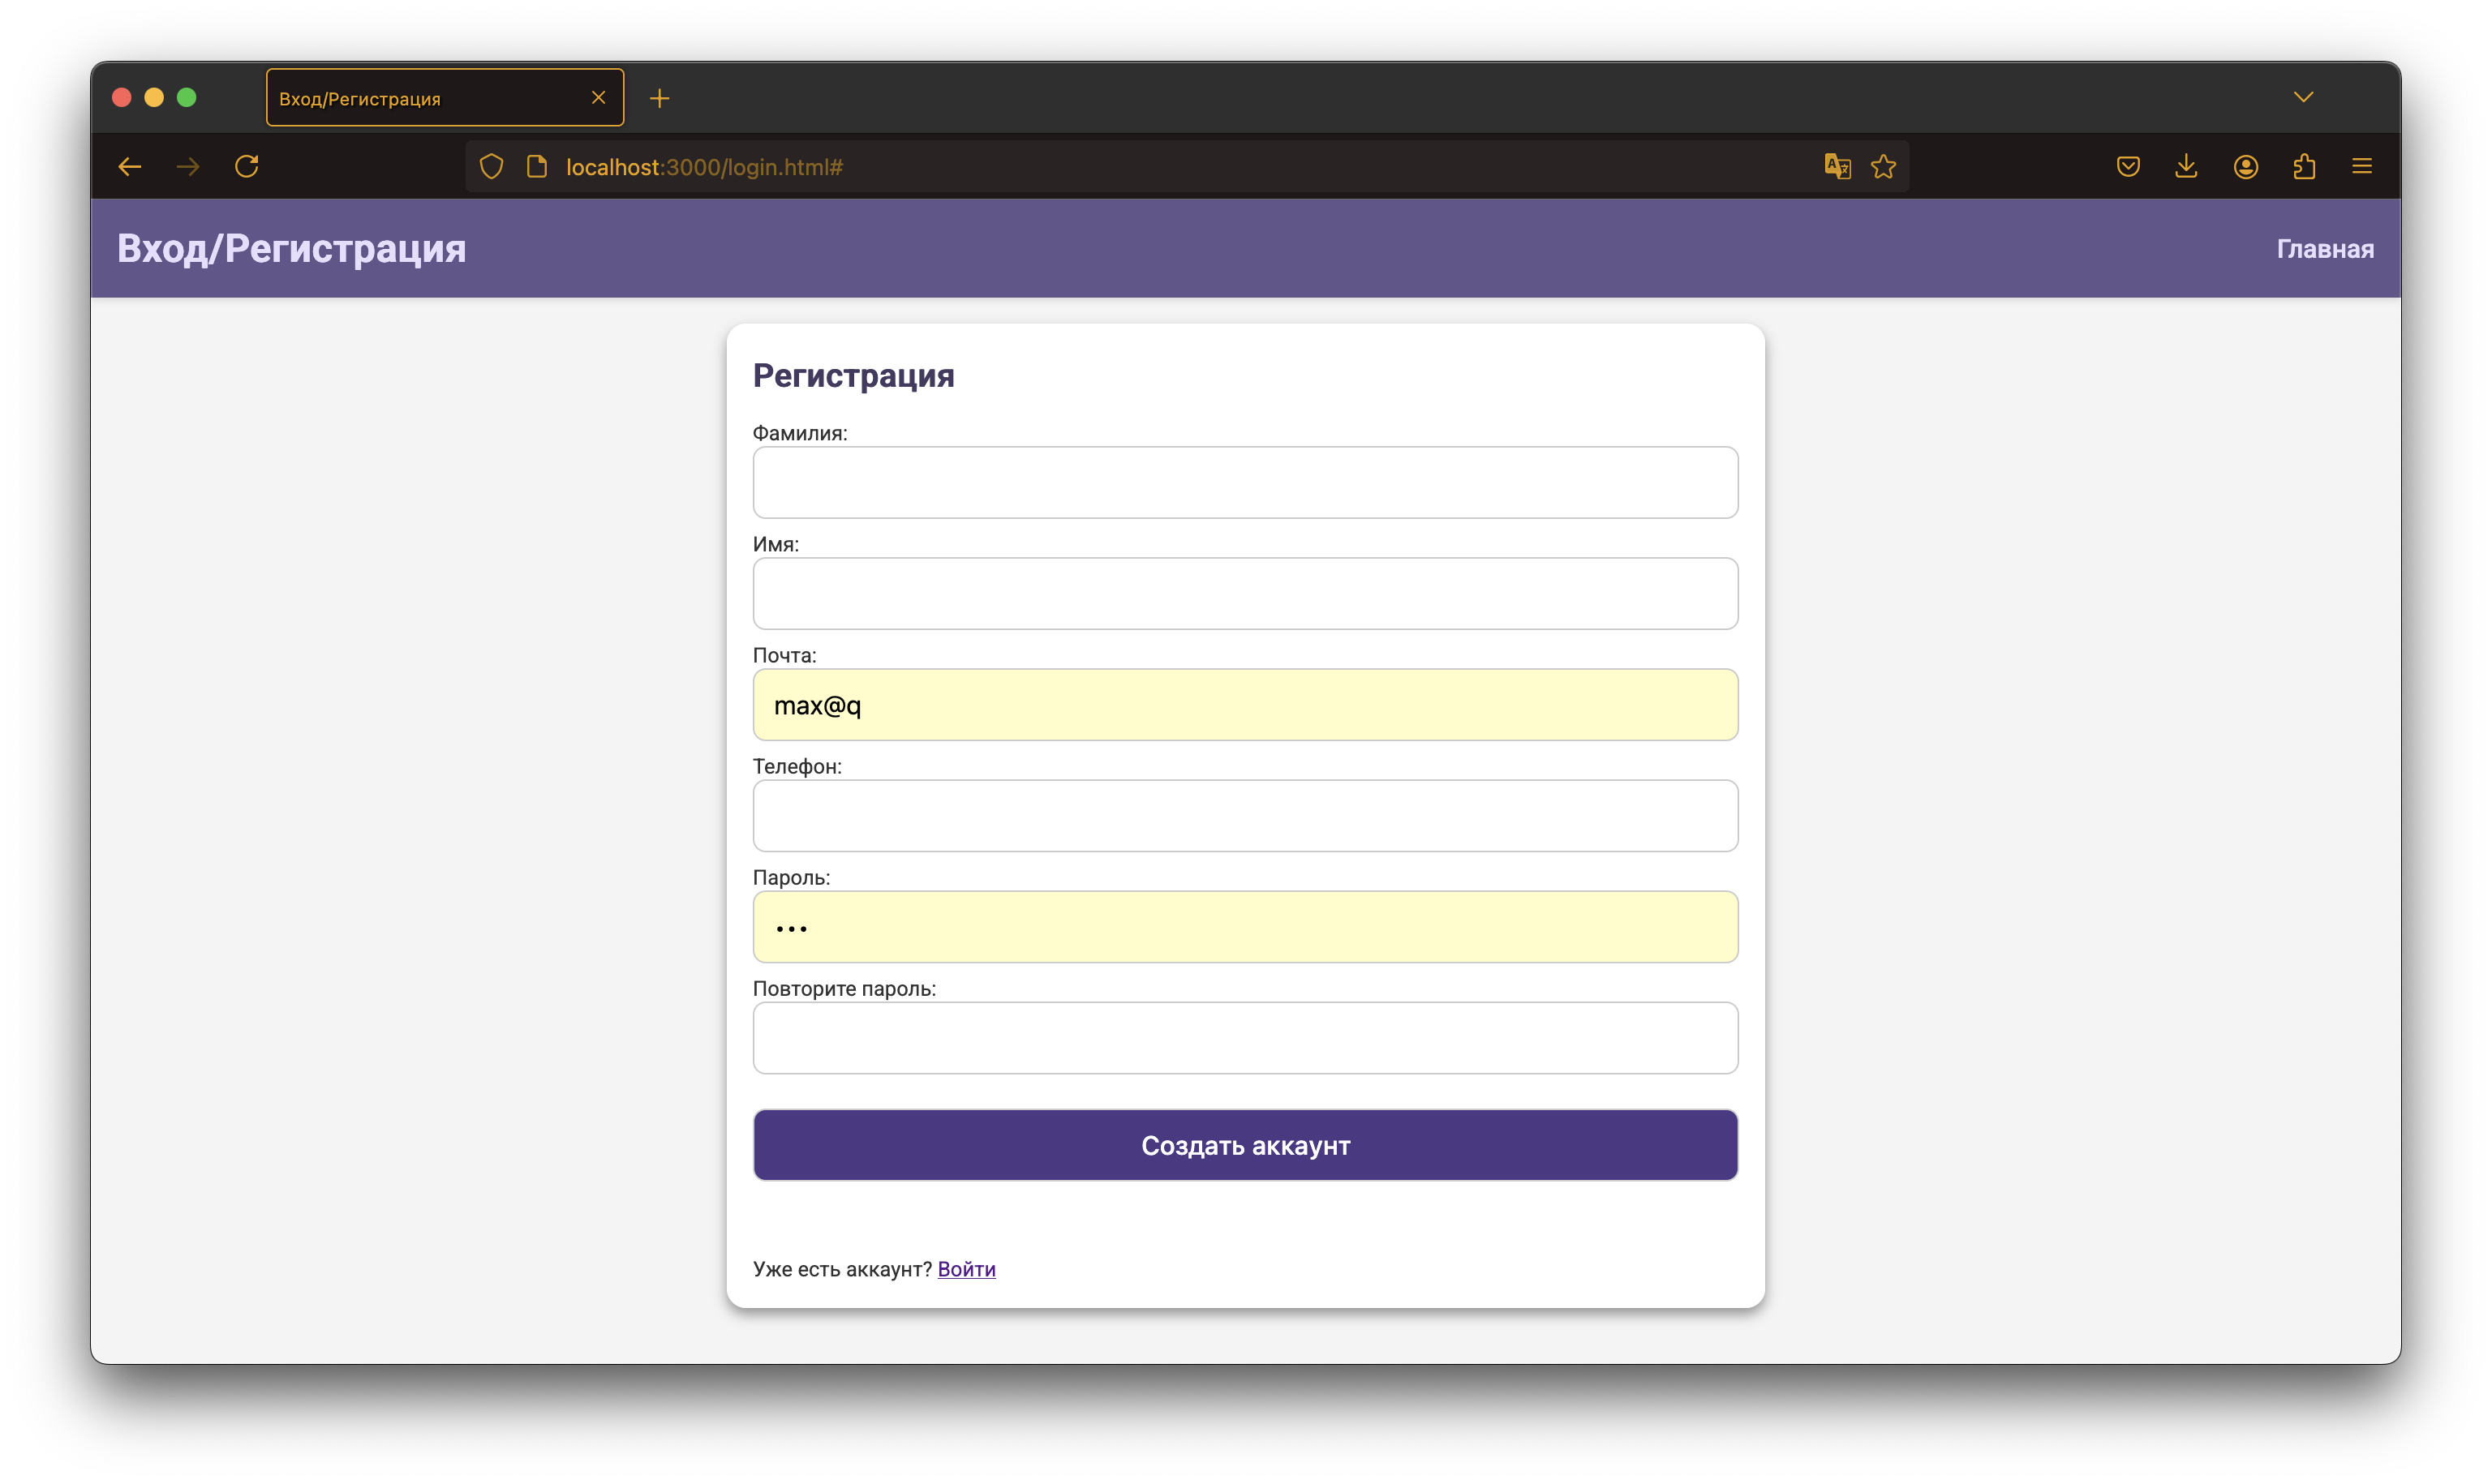 Вход/Регистрация
localhost:3000/login.html#
Вход/Регистрация
Главная
Регистрация
Фамилия:
Имя:
Почта:
max@q
Телефон:
Пароль:
•••
Повторите пароль:
Создать аккаунт
Уже есть аккаунт? Войти